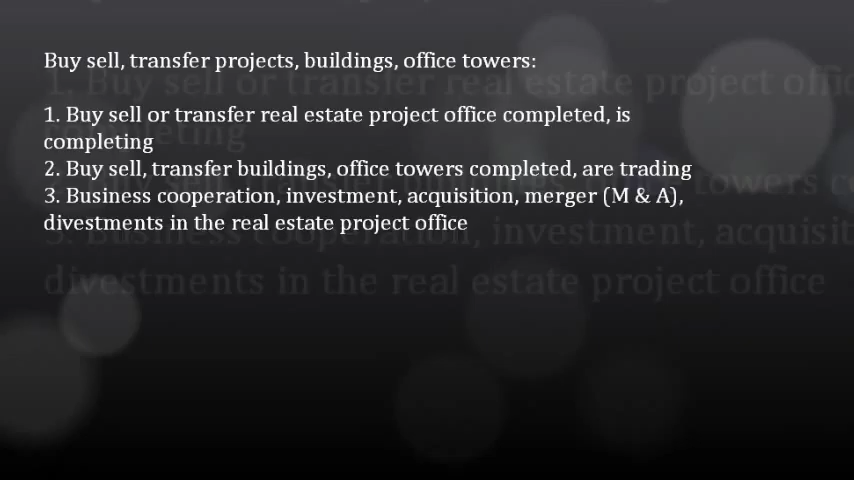 Buy sell, transfer projects, buildings, office towers:
1. Buy sell or transfer real estate project office completed, is
completing
2. Buy sell, transfer buildings, office towers completed, are trading
3. Business cooperation, investment, acquisition, merger (M & A),
divestments in the real estate project office